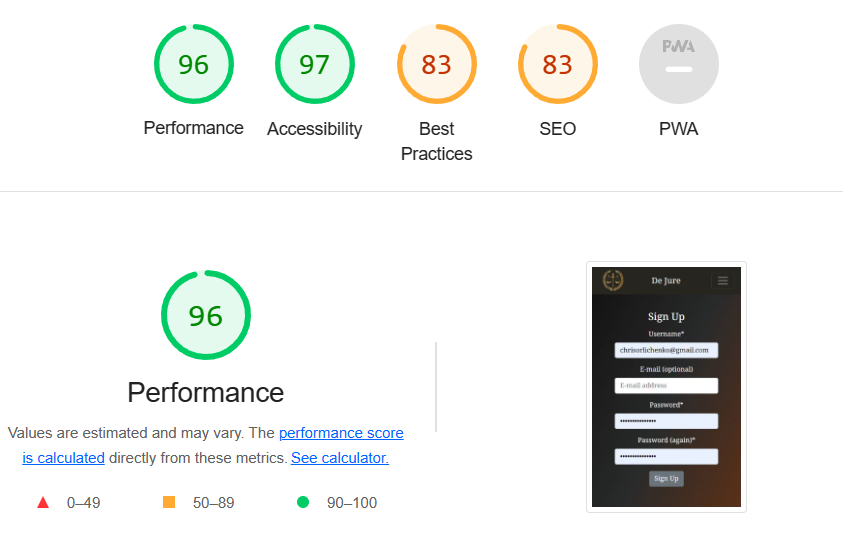 96
97
83
83
PWA
Performance
Accessibility
Best
Practices
SEO
PWA
96
Performance
Values are estimated and may vary. The performance score
is calculated directly from these metrics. See calculator.
0–49
50–89
90–100
De Jure
Sign Up
Username*
chrisorlichenko@gmail.com
E-mail (optional)
E-mail address
Password*
•••••••••••••••
Password (again)*
•••••••••••••••
Sign Up